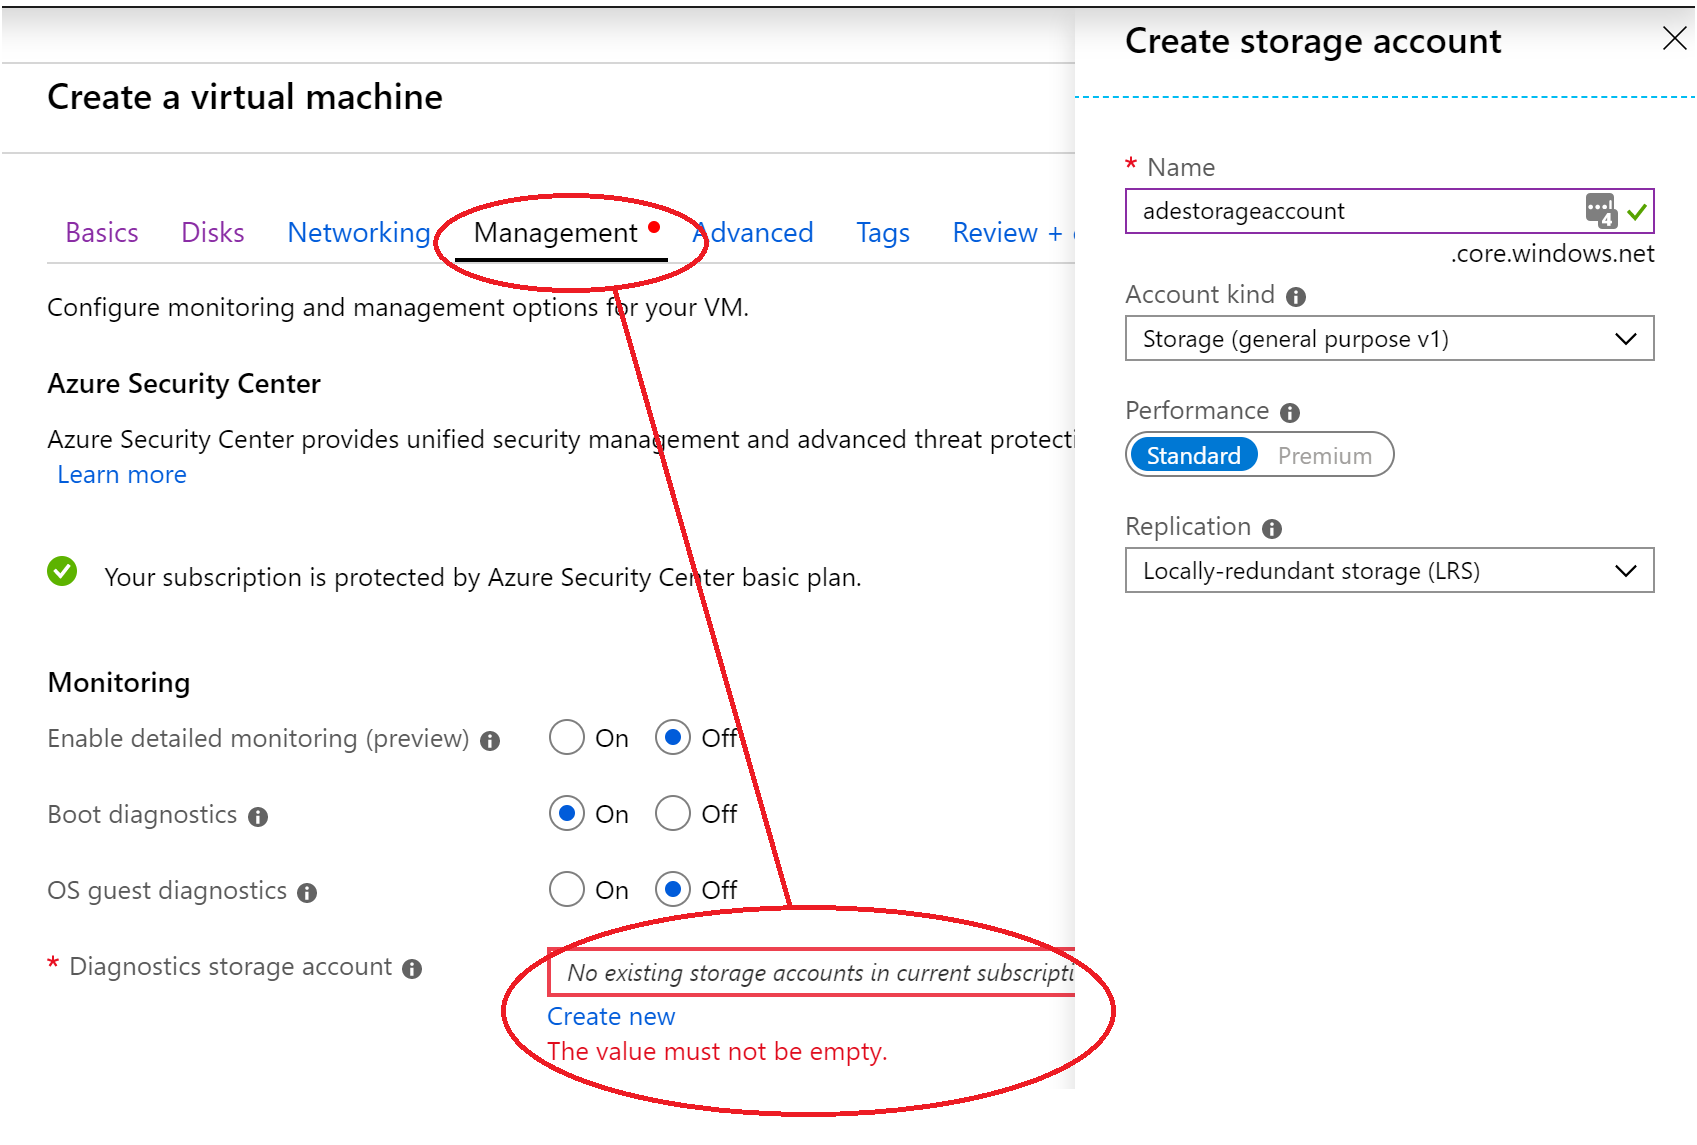 Create a virtual machine
Basics Disks Networking Management Advanced Tags Review +
Configure monitoring and management options for your VM.
Azure Security Center
Azure Security Center provides unified security management and advanced threat protecti
Learn more
Your subscription is protected by Azure Security Center basic plan.
Monitoring
Enable detailed monitoring (preview) On Off
Boot diagnostics On Off
OS guest diagnostics On Off
* Diagnostics storage account No existing storage accounts in current subscripti
Create new
The value must not be empty.
Create storage account
* Name
adestorageaccount 4
.core.windows.net
Account kind
Storage (general purpose v1)
Performance
Standard Premium
Replication
Locally-redundant storage (LRS)